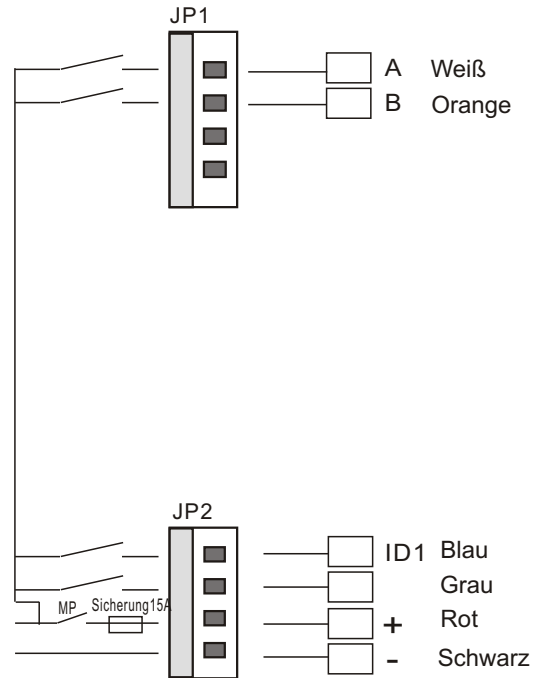 JP1
A Weiß
B Orange
JP2
ID1 Blau
Grau
MP Sicherung15A + Rot
- Schwarz